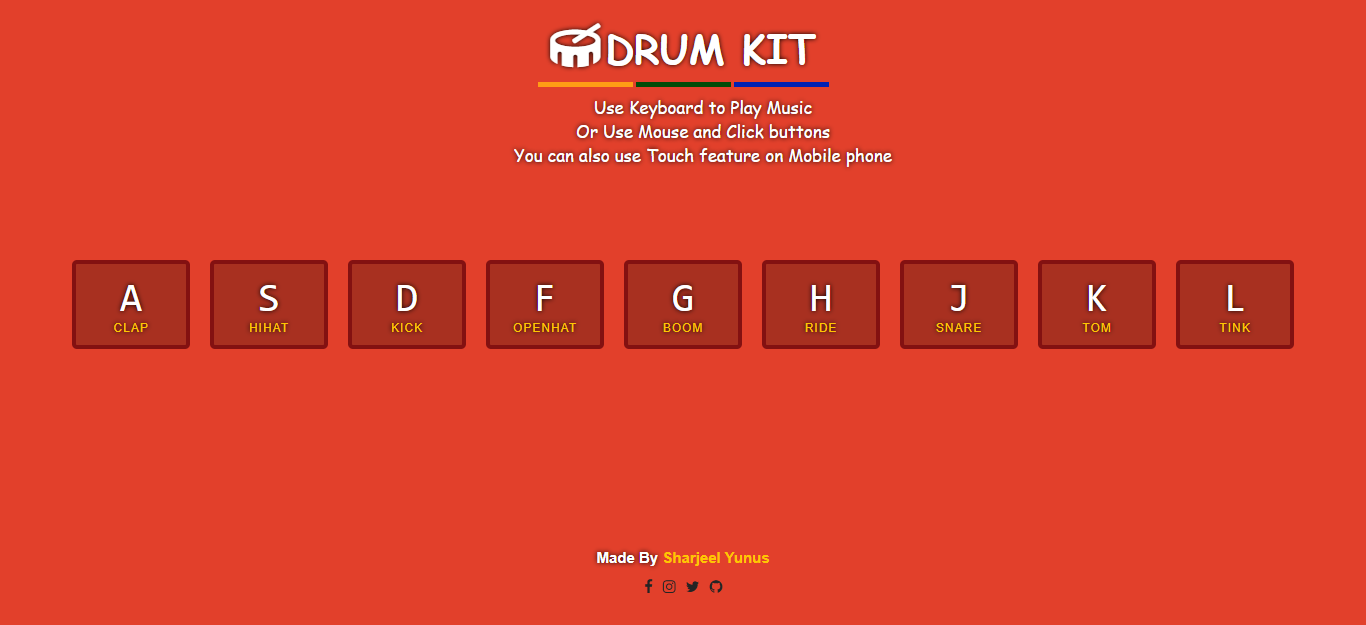 DRUM KIT
Use Keyboard to Play Music
Or Use Mouse and Click buttons
You can also use Touch feature on Mobile phone
A S D F G H J K L
CLAP HIHAT KICK OPENHAT BOOM RIDE SNARE TOM TINK
Made By Sharjeel Yunus